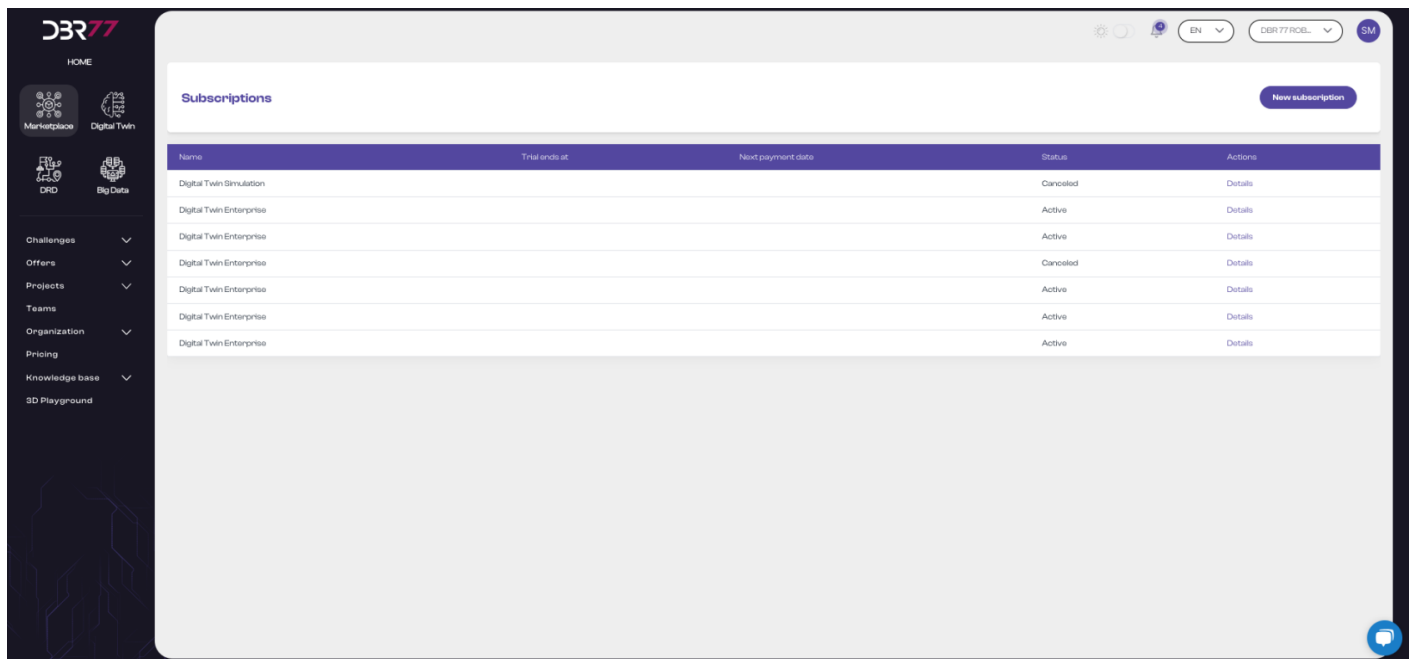 DBR77
HOME
Marketplace
Digital Twin
DRD
Big Data
Challenges
Offers
Projects
Teams
Organization
Pricing
Knowledge base
3D Playground
4
EN
DBR 77 ROB...
SM
Subscriptions
New subscription
Name Trial ends at Next payment date Status Actions
Digital Twin Simulation Canceled Details
Digital Twin Enterprise Active Details
Digital Twin Enterprise Active Details
Digital Twin Enterprise Canceled Details
Digital Twin Enterprise Active Details
Digital Twin Enterprise Active Details
Digital Twin Enterprise Active Details